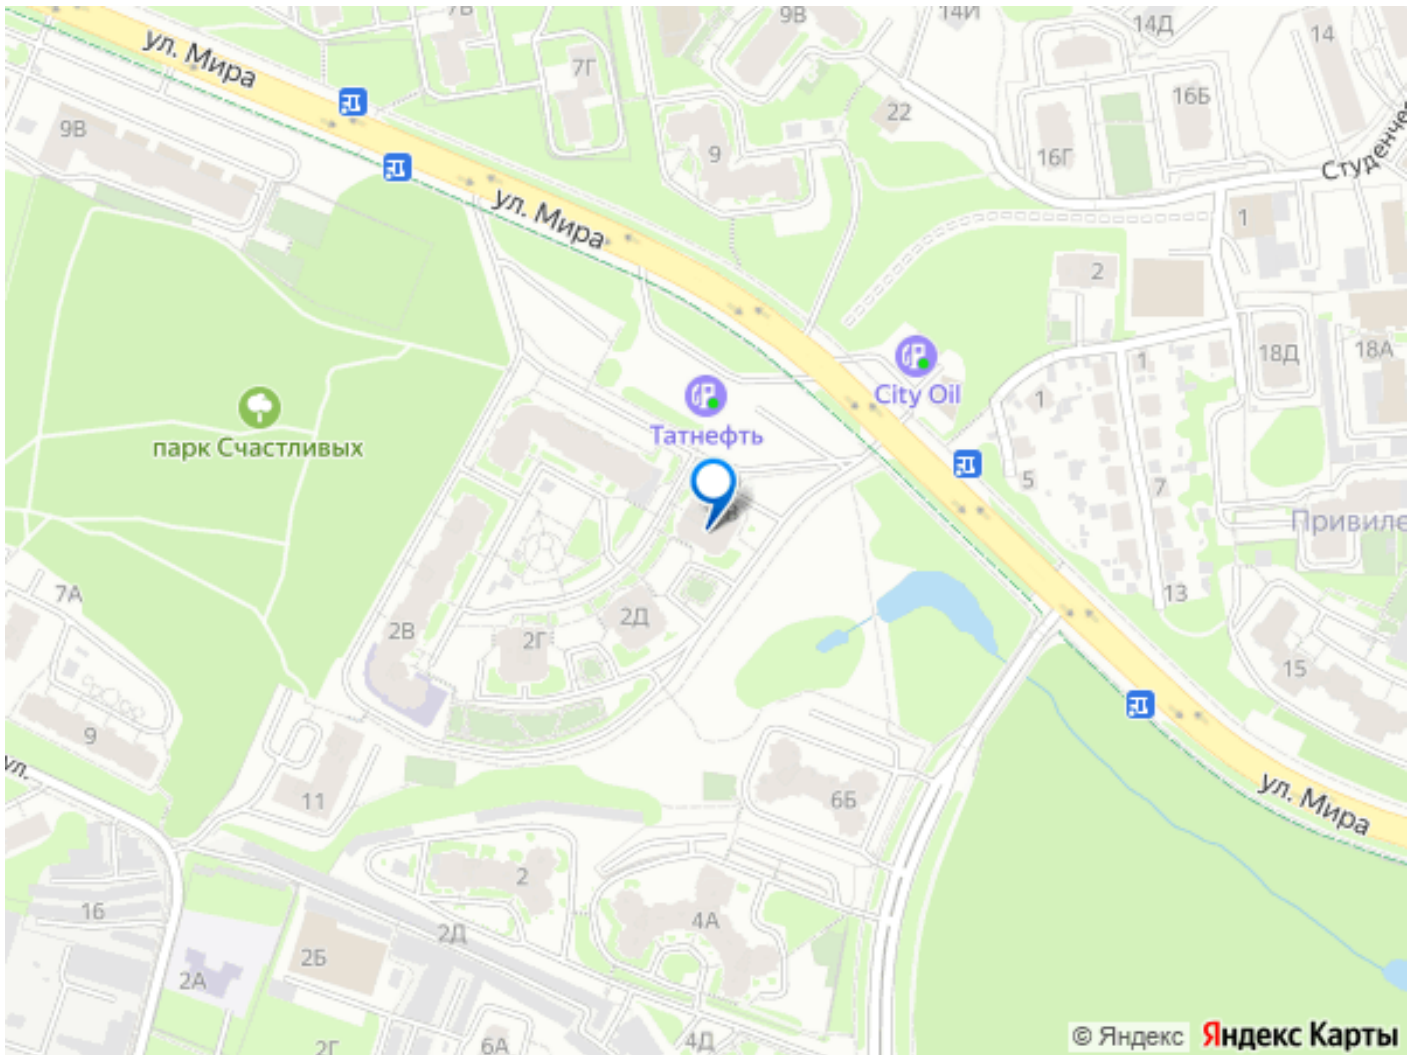 7В
9В
14И
14Д
14
ул. Мира
7Г
16Б
22
9В
9
16Г
Студенчес
ул. Мира
1
2
City Oil
1
18Д
18А
парк Счастливых
Татнефть
1
5
7
Привиле
7А
13
2В
2Г
2Д
15
9
ул.
11
6Б
ул. Мира
2
16
4А
2Д
2Б
2А
2Г
6А
4Д
© Яндекс
Яндекс Карты